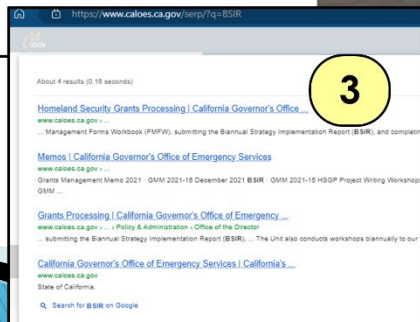 https://www.caloes.ca.gov/serp/?q=BSIR
CA
.GOV
About 4 results (0.16 seconds)
3
Homeland Security Grants Processing | California Governor's Office ...
www.caloes.ca.gov › ...
... Management Forms Workbook (FMFW), submitting the Biannual Strategy Implementation Report (BSIR), and completin
Memos | California Governor's Office of Emergency Services
www.caloes.ca.gov
Grants Management Memo 2021 · GMM 2021-16 December 2021 BSIR · GMM 2021-15 HSGP Project Writing Workshops
GMM ...
Grants Processing | California Governor's Office of Emergency ...
www.caloes.ca.gov › ... › Policy & Administration › Office of the Director
... submitting the Biannual Strategy Implementation Report (BSIR). ... The Unit also conducts workshops biannually to our
California Governor's Office of Emergency Services | California's ...
www.caloes.ca.gov
State of California.
Search for BSIR on Google